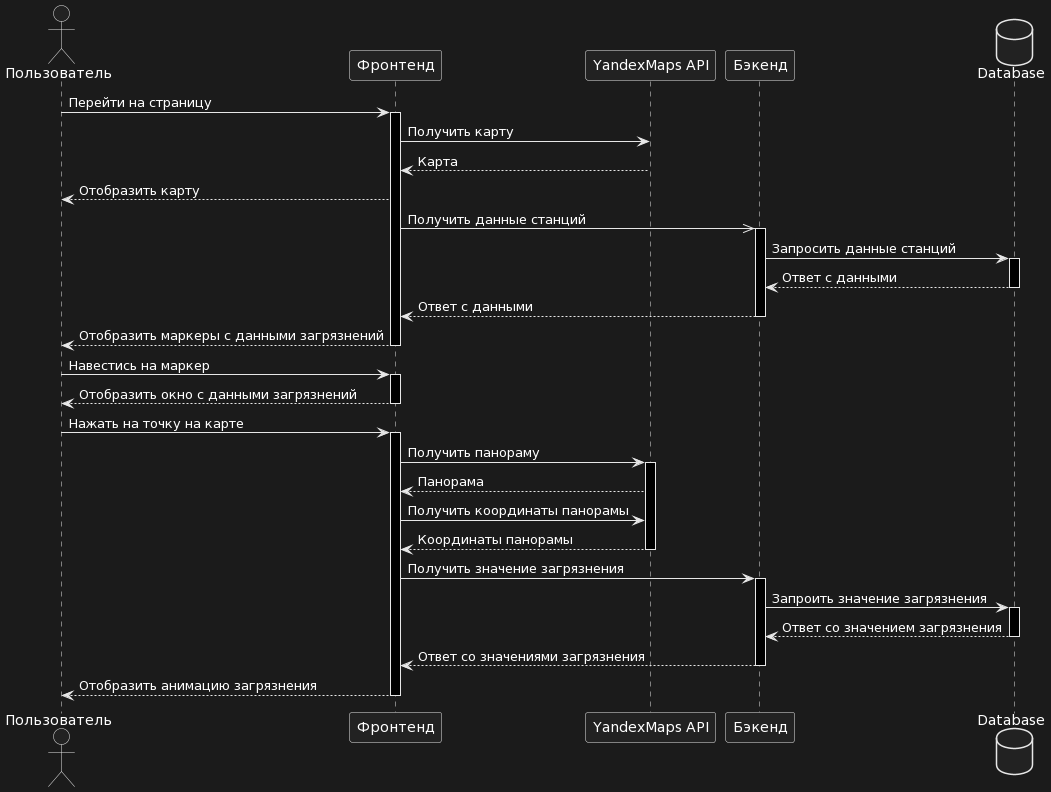 Пользователь
Фронтенд
YandexMaps API
Бэкенд
Database
Перейти на страницу
Получить карту
Карта
Отобразить карту
Получить данные станций
Запросить данные станций
Ответ с данными
Ответ с данными
Отобразить маркеры с данными загрязнений
Навестись на маркер
Отобразить окно с данными загрязнений
Нажать на точку на карте
Получить панораму
Панорама
Получить координаты панорамы
Координаты панорамы
Получить значение загрязнения
Запроить значение загрязнения
Ответ со значением загрязнения
Ответ со значениями загрязнения
Отобразить анимацию загрязнения
Пользователь
Фронтенд
YandexMaps API
Бэкенд
Database